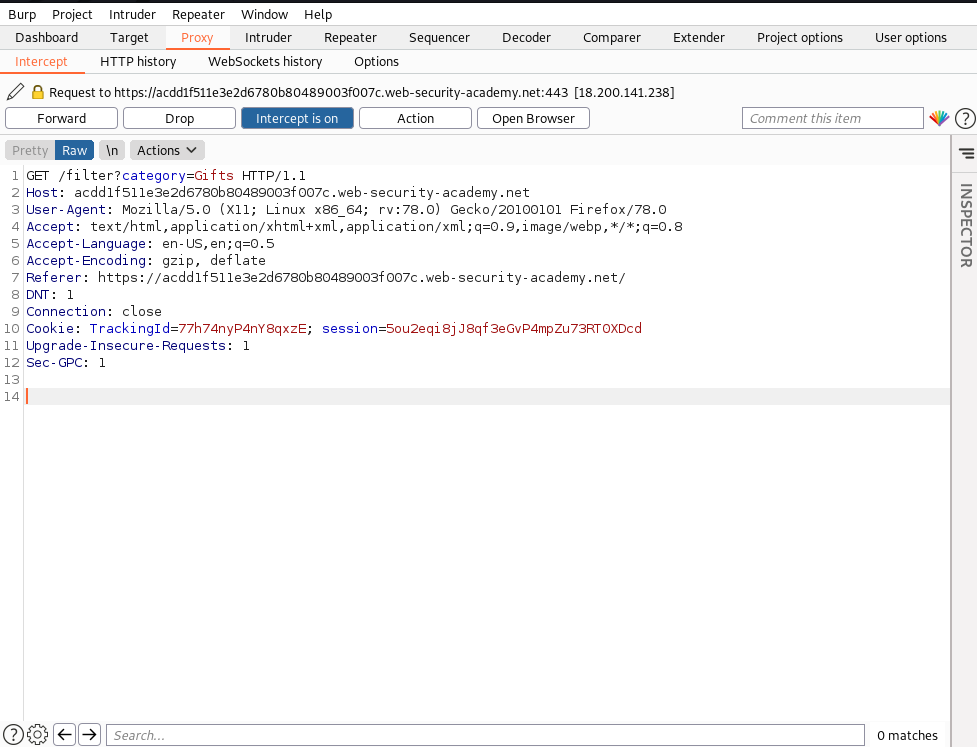 Burp Project Intruder Repeater Window Help
Dashboard Target Proxy Intruder Repeater Sequencer Decoder Comparer Extender Project options User options
Intercept HTTP history WebSockets history Options
Request to https://acdd1f511e3e2d6780b80489003f007c.web-security-academy.net:443 [18.200.141.238]
Forward Drop Intercept is on Action Open Browser Comment this item ?
Pretty Raw \n Actions
INSPECTOR
1 GET /filter?category=Gifts HTTP/1.1
2 Host: acdd1f511e3e2d6780b80489003f007c.web-security-academy.net
3 User-Agent: Mozilla/5.0 (X11; Linux x86_64; rv:78.0) Gecko/20100101 Firefox/78.0
4 Accept: text/html,application/xhtml+xml,application/xml;q=0.9,image/webp,*/*;q=0.8
5 Accept-Language: en-US,en;q=0.5
6 Accept-Encoding: gzip, deflate
7 Referer: https://acdd1f511e3e2d6780b80489003f007c.web-security-academy.net/
8 DNT: 1
9 Connection: close
10 Cookie: TrackingId=77h74nyP4nY8qxzE; session=5ou2eqi8jJ8qf3eGvP4mpZu73RTOXDcd
11 Upgrade-Insecure-Requests: 1
12 Sec-GPC: 1
13
14
? Search... 0 matches